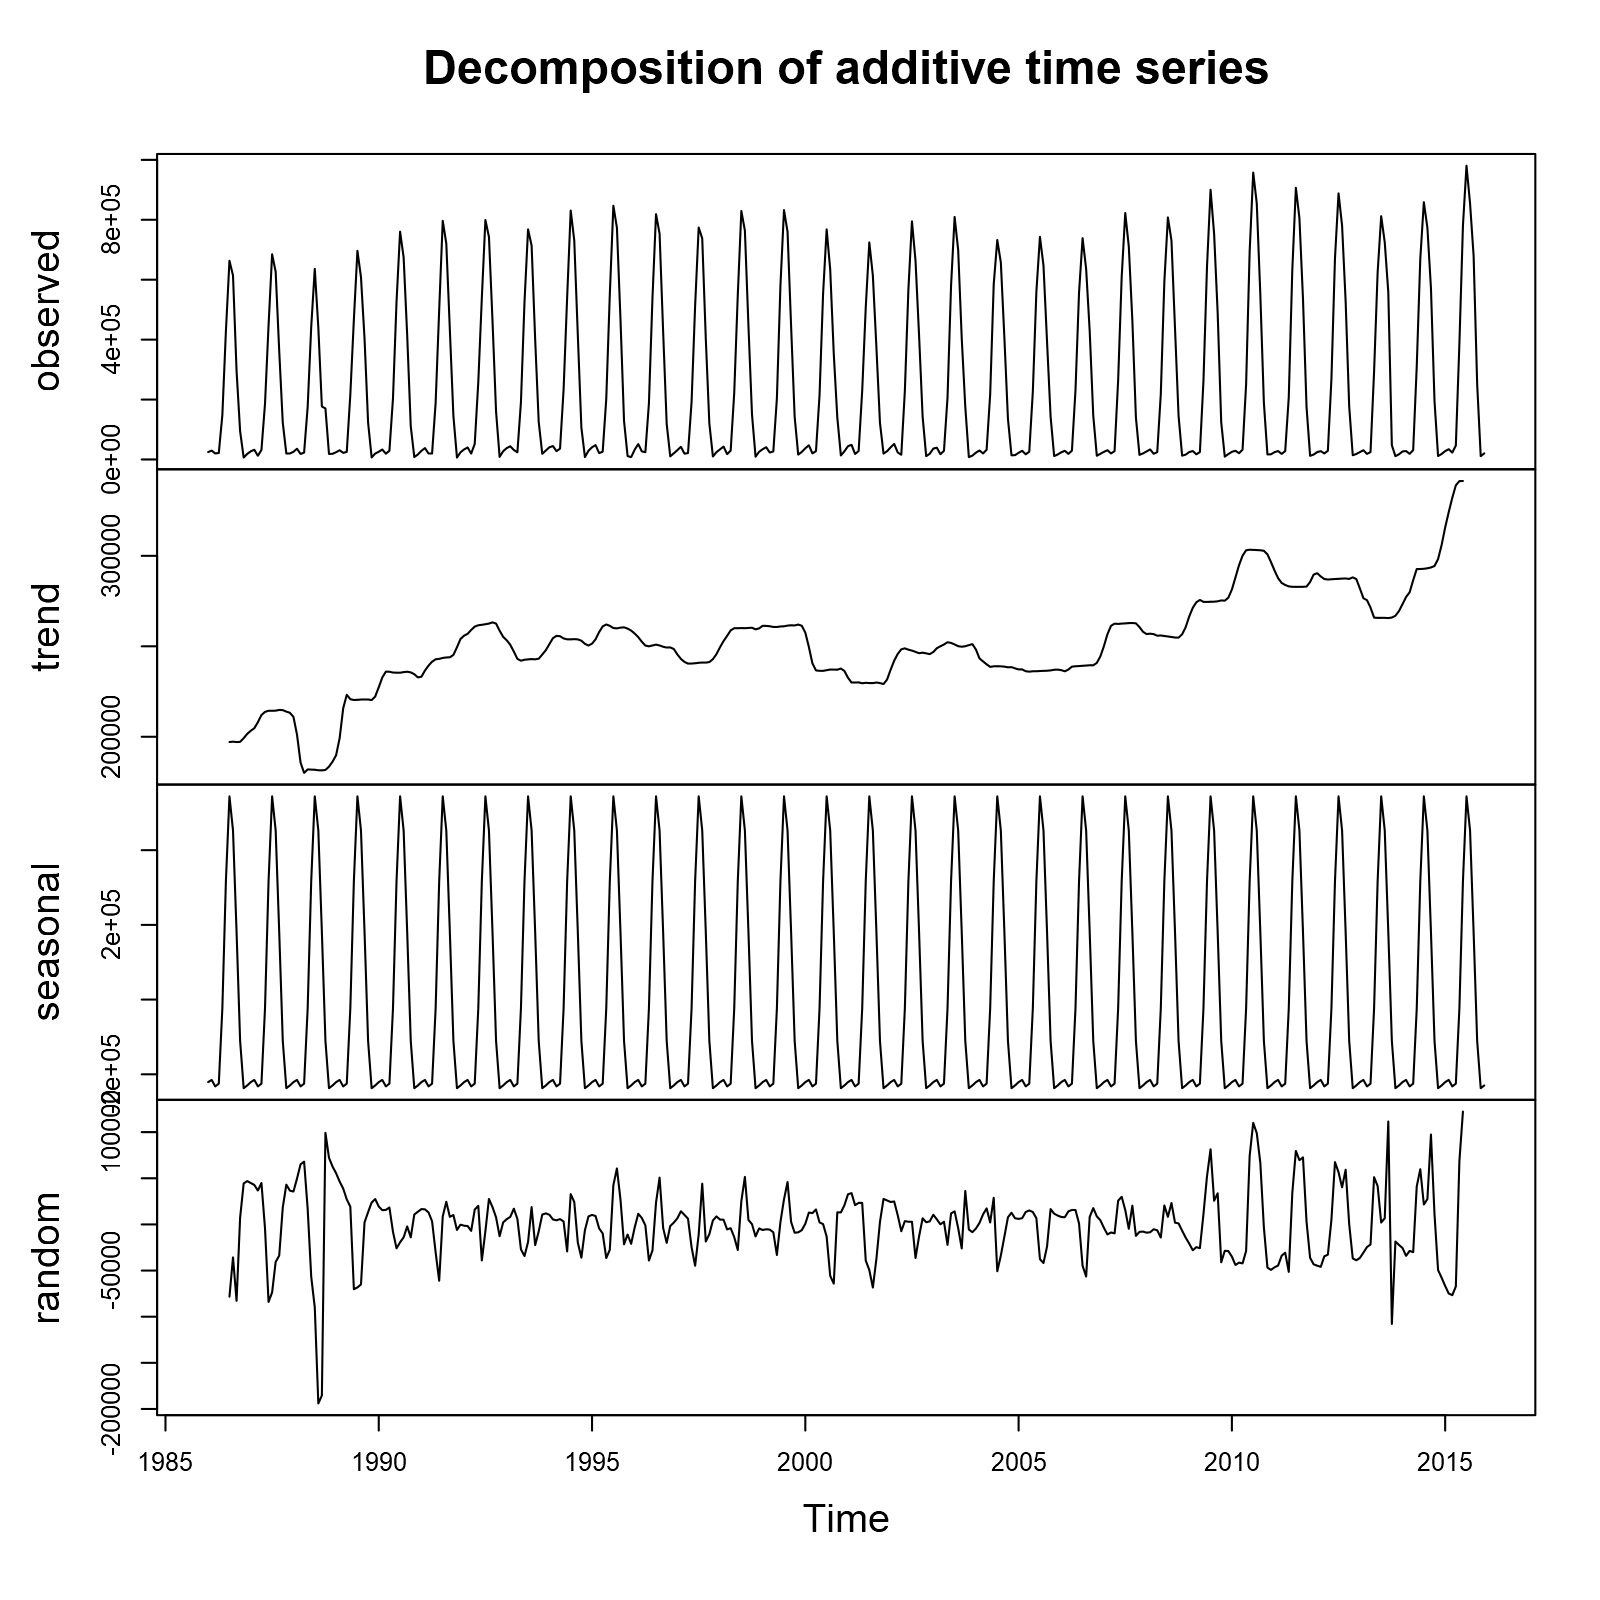 Decomposition of additive time series
observed
0e+00 4e+05 8e+05
trend
200000 300000
seasonal
2e+05
random
-200000 -50000
1985 1990 1995 2000 2005 2010 2015
Time